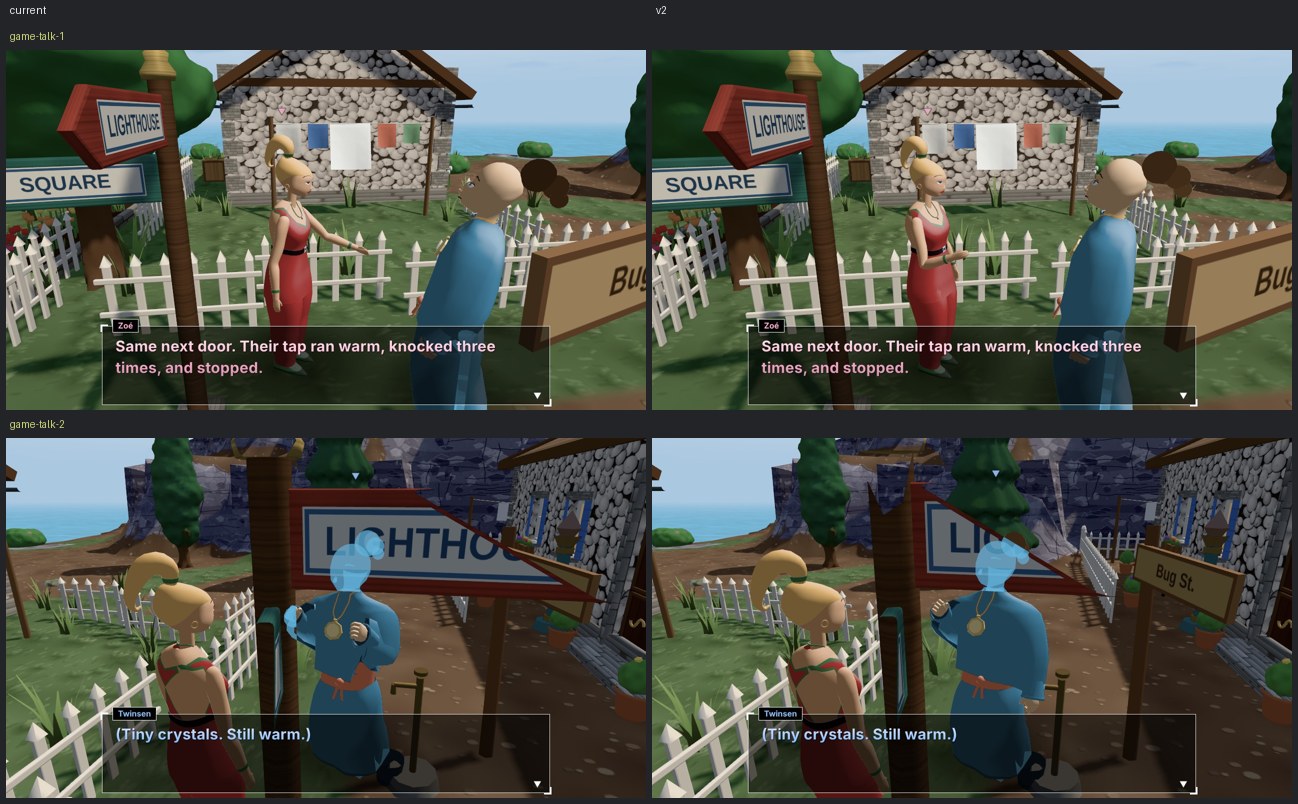 current
v2
game-talk-1
LIGHTHOUSE
SQUARE
Bug
Zoé
Same next door. Their tap ran warm, knocked three
times, and stopped.
LIGHTHOUSE
SQUARE
Bug
Zoé
Same next door. Their tap ran warm, knocked three
times, and stopped.
game-talk-2
LIGHTHO
Twinsen
(Tiny crystals. Still warm.)
LIG
Bug St.
Twinsen
(Tiny crystals. Still warm.)